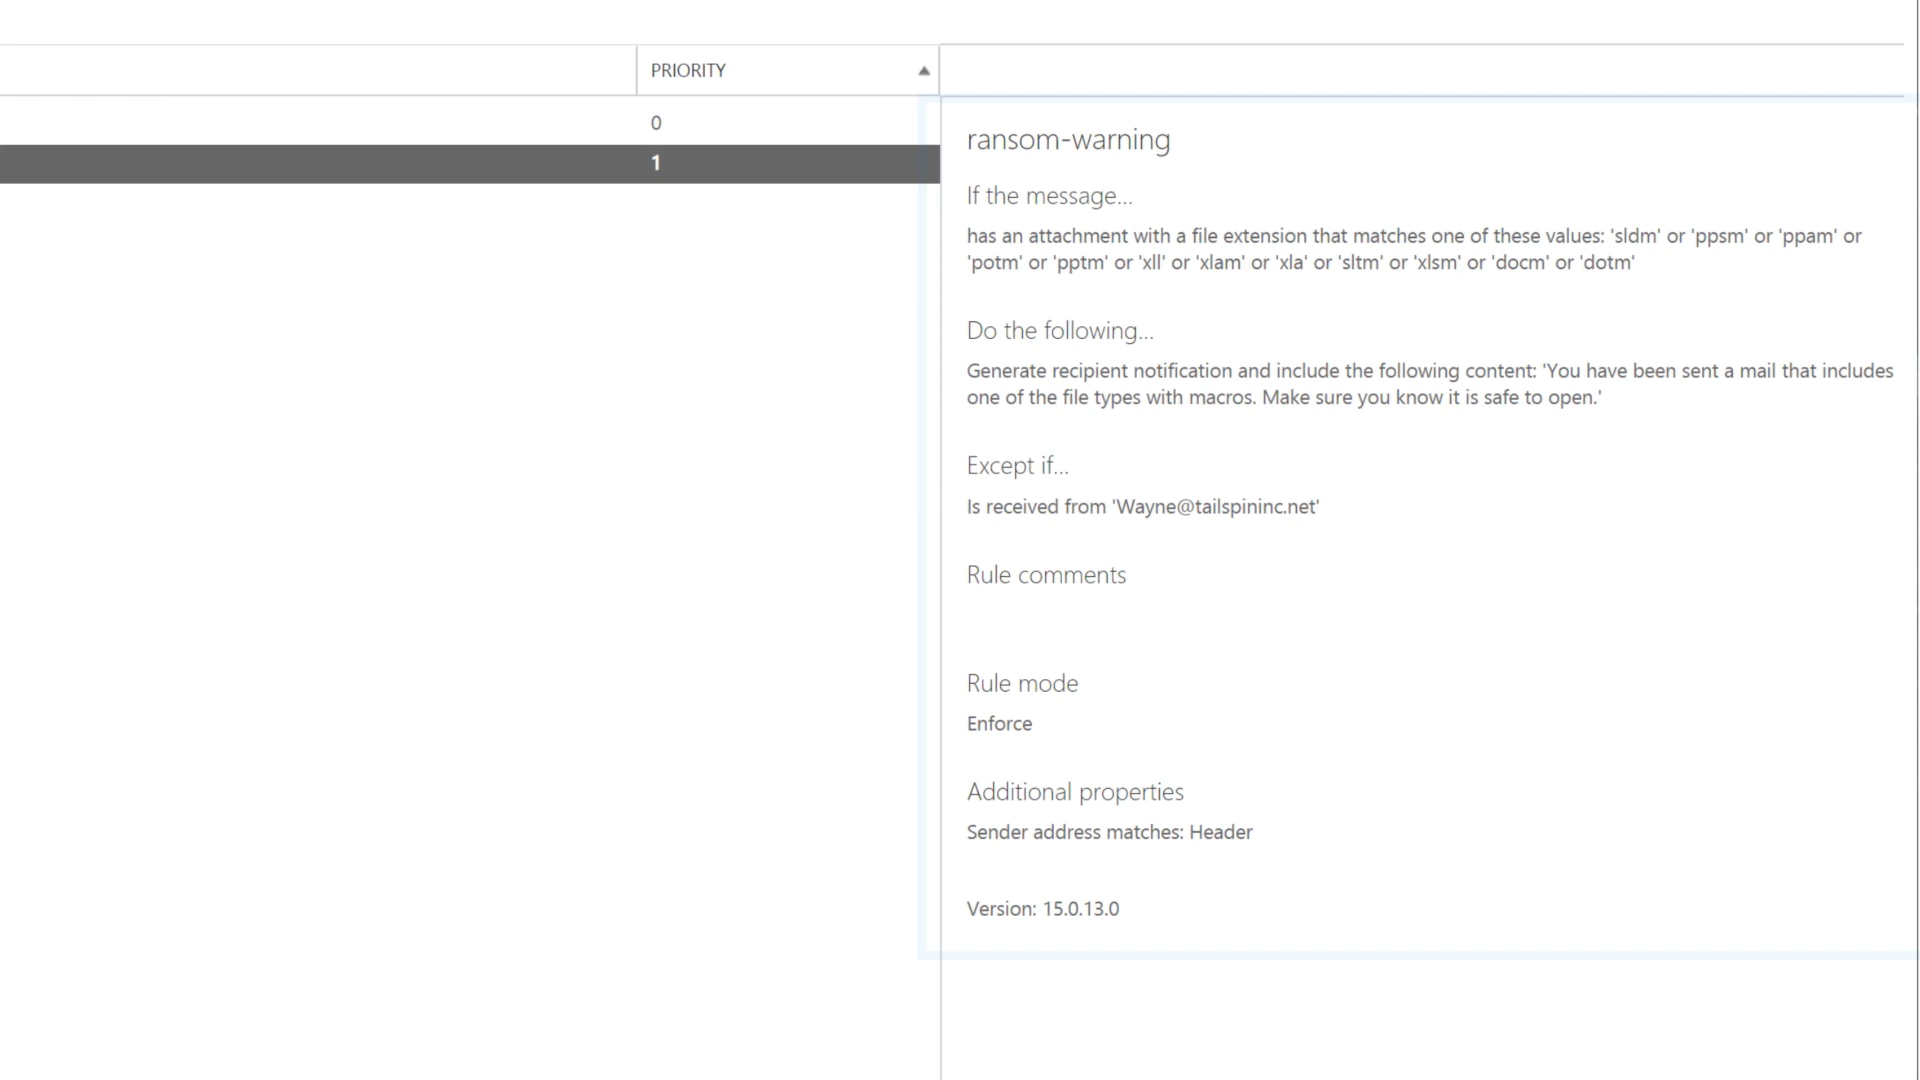 PRIORITY
0
1
ransom-warning
If the message...
has an attachment with a file extension that matches one of these values: 'sldm' or 'ppsm' or 'ppam' or
'potm' or 'pptm' or 'xll' or 'xlam' or 'xla' or 'sltm' or 'xlsm' or 'docm' or 'dotm'
Do the following...
Generate recipient notification and include the following content: 'You have been sent a mail that includes
one of the file types with macros. Make sure you know it is safe to open.'
Except if...
Is received from 'Wayne@tailspininc.net'
Rule comments
Rule mode
Enforce
Additional properties
Sender address matches: Header
Version: 15.0.13.0